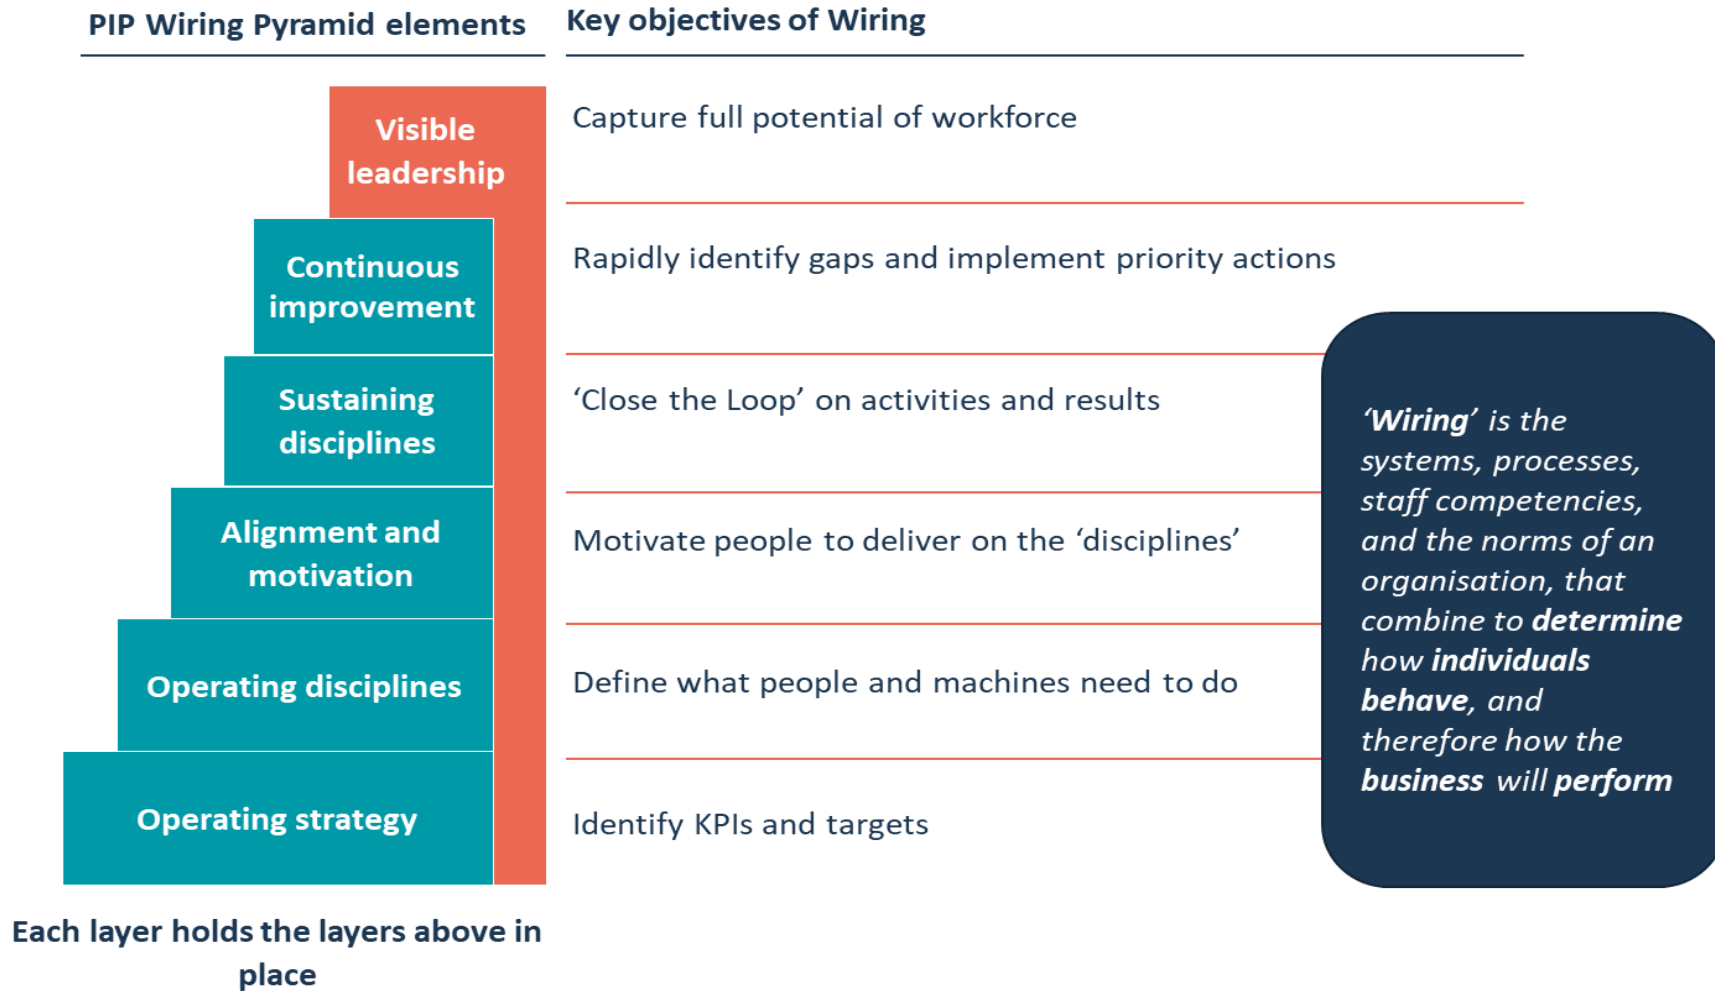 PIP Wiring Pyramid elements
Key objectives of Wiring
Visible
leadership
Capture full potential of workforce
Continuous
improvement
Rapidly identify gaps and implement priority actions
Sustaining
disciplines
‘Close the Loop’ on activities and results
Alignment and
motivation
Motivate people to deliver on the ‘disciplines’
Operating disciplines
Define what people and machines need to do
Operating strategy
Identify KPIs and targets
Each layer holds the layers above in
place
‘Wiring’ is the
systems, processes,
staff competencies,
and the norms of an
organisation, that
combine to determine
how individuals
behave, and
therefore how the
business will perform